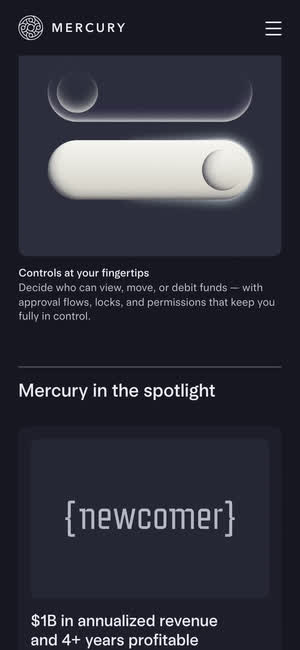 MERCURY
Controls at your fingertips
Decide who can view, move, or debit funds — with
approval flows, locks, and permissions that keep you
fully in control.
Mercury in the spotlight
{newcomer}
$1B in annualized revenue
and 4+ years profitable